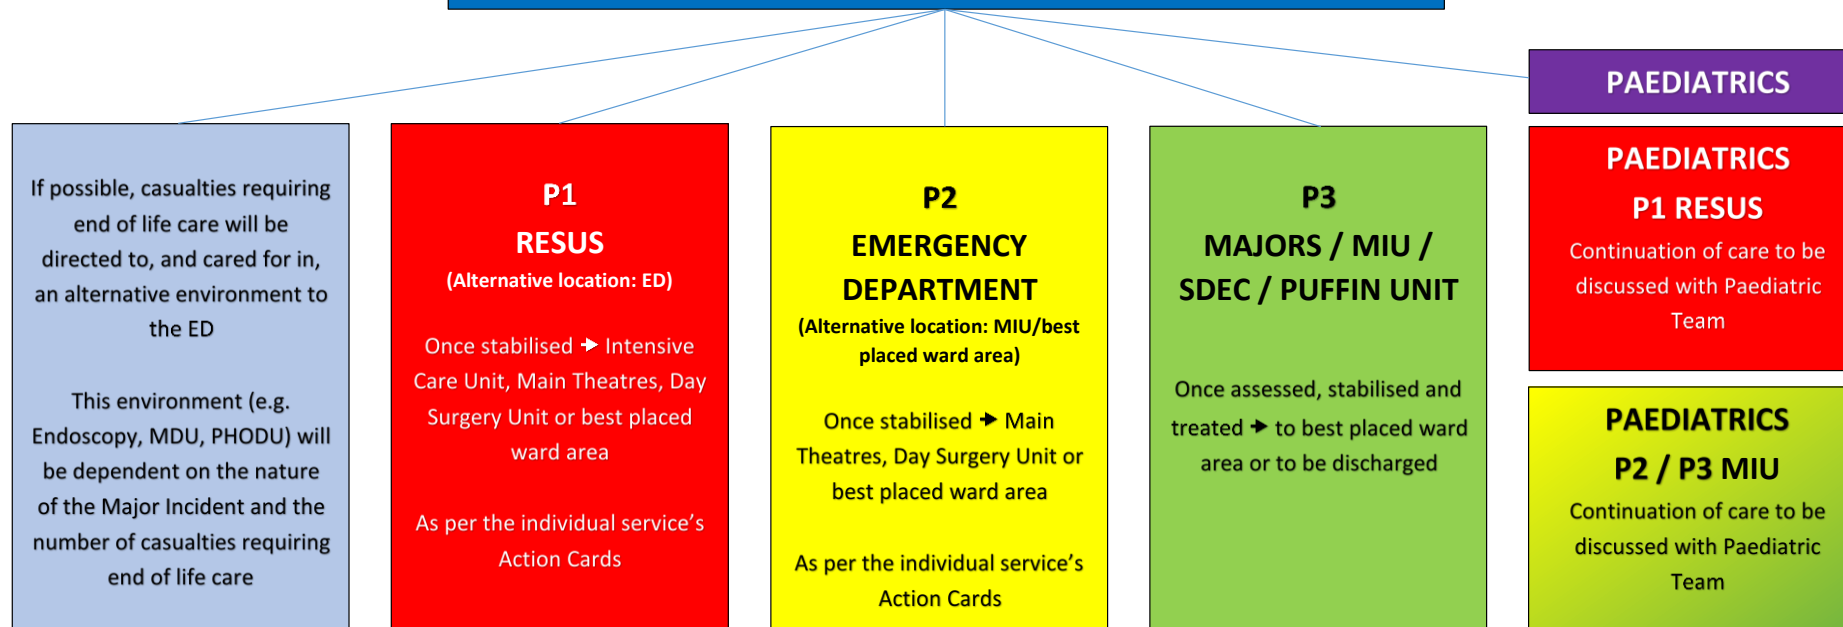 If possible, casualties requiring
end of life care will be
directed to, and cared for in,
an alternative environment to
the ED
This environment (e.g.
Endoscopy, MDU, PHODU) will
be dependent on the nature
of the Major Incident and the
number of casualties requiring
end of life care
P1
RESUS
(Alternative location: ED)
Once stabilised → Intensive
Care Unit, Main Theatres, Day
Surgery Unit or best placed
ward area
As per the individual service’s
Action Cards
P2
EMERGENCY
DEPARTMENT
(Alternative location: MIU/best
placed ward area)
Once stabilised → Main
Theatres, Day Surgery Unit or
best placed ward area
As per the individual service’s
Action Cards
P3
MAJORS / MIU /
SDEC / PUFFIN UNIT
Once assessed, stabilised and
treated → to best placed ward
area or to be discharged
PAEDIATRICS
PAEDIATRICS
P1 RESUS
Continuation of care to be
discussed with Paediatric
Team
PAEDIATRICS
P2 / P3 MIU
Continuation of care to be
discussed with Paediatric
Team